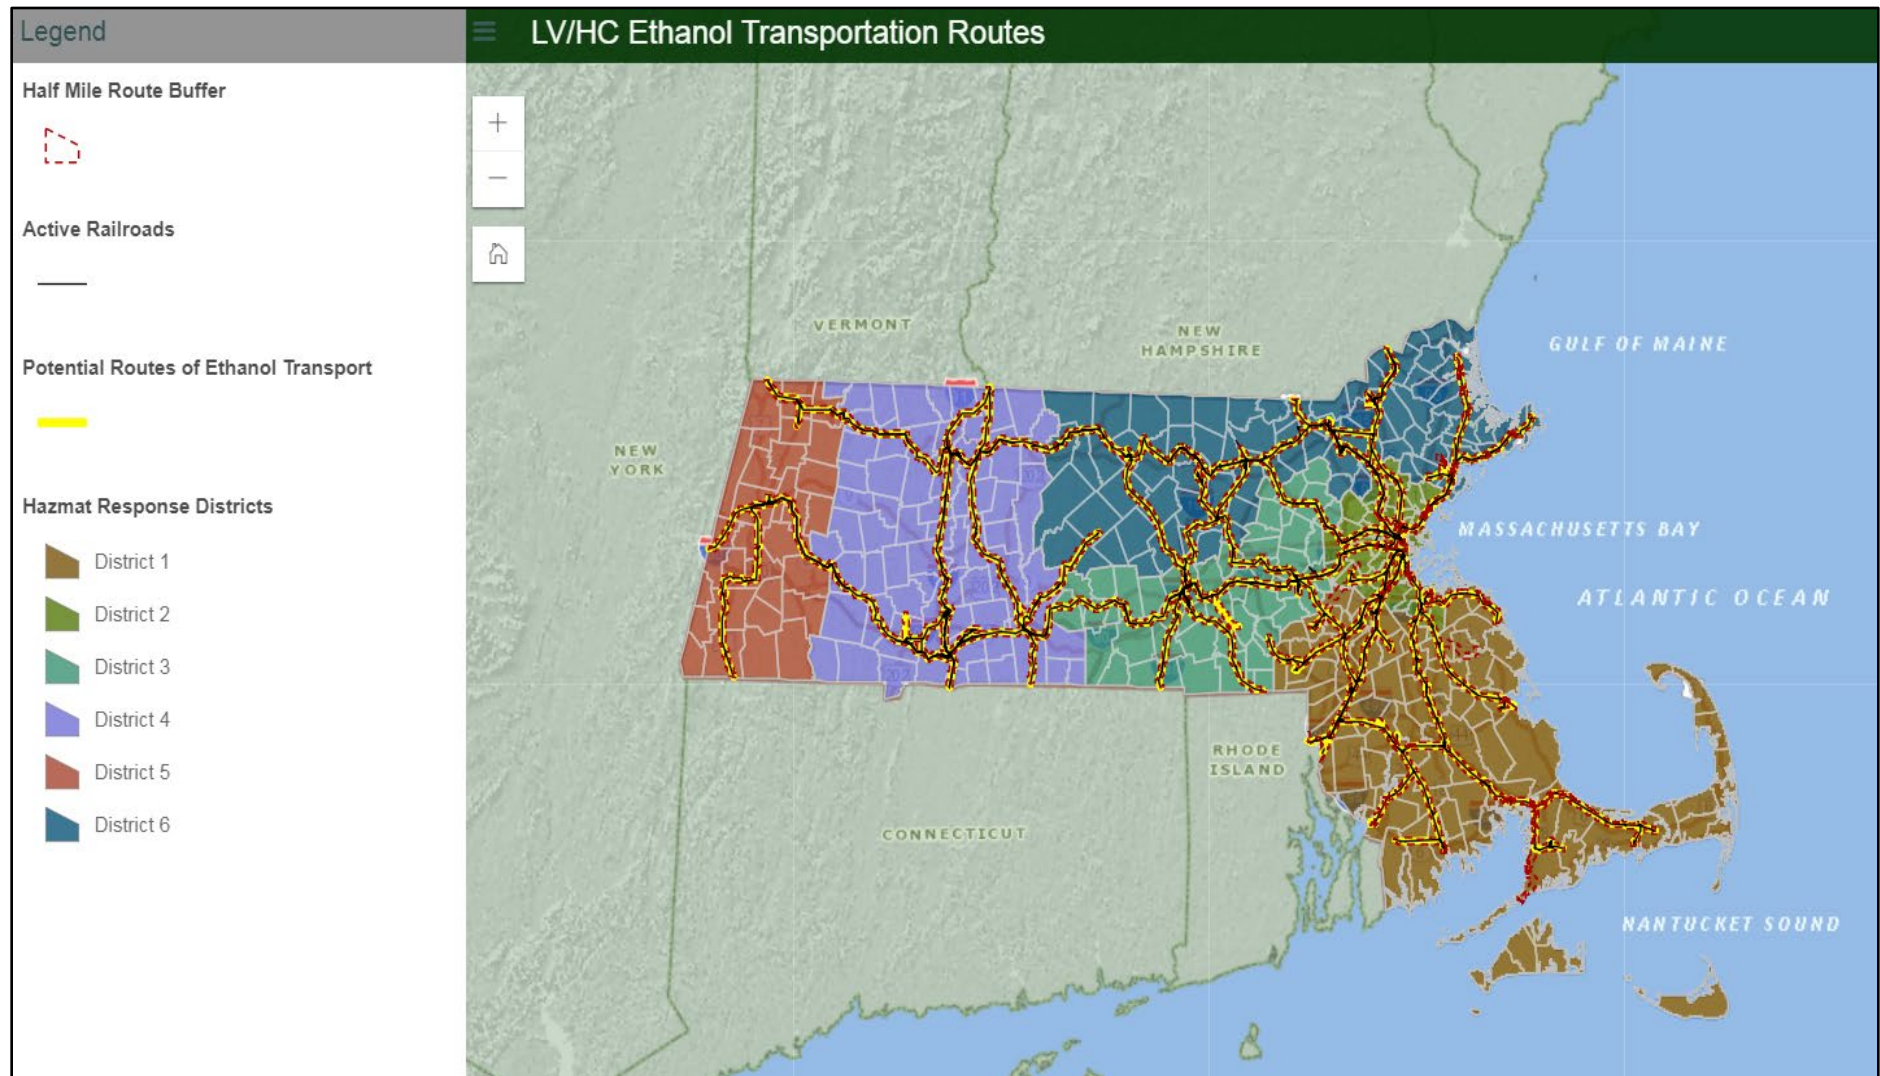 Legend
LV/HC Ethanol Transportation Routes
Half Mile Route Buffer
Active Railroads
Potential Routes of Ethanol Transport
Hazmat Response Districts
District 1
District 2
District 3
District 4
District 5
District 6
VERMONT
NEW
HAMPSHIRE
GULF OF MAINE
NEW
YORK
MASSACHUSETTS BAY
ATLANTIC OCEAN
RHODE
ISLAND
CONNECTICUT
NANTUCKET SOUND